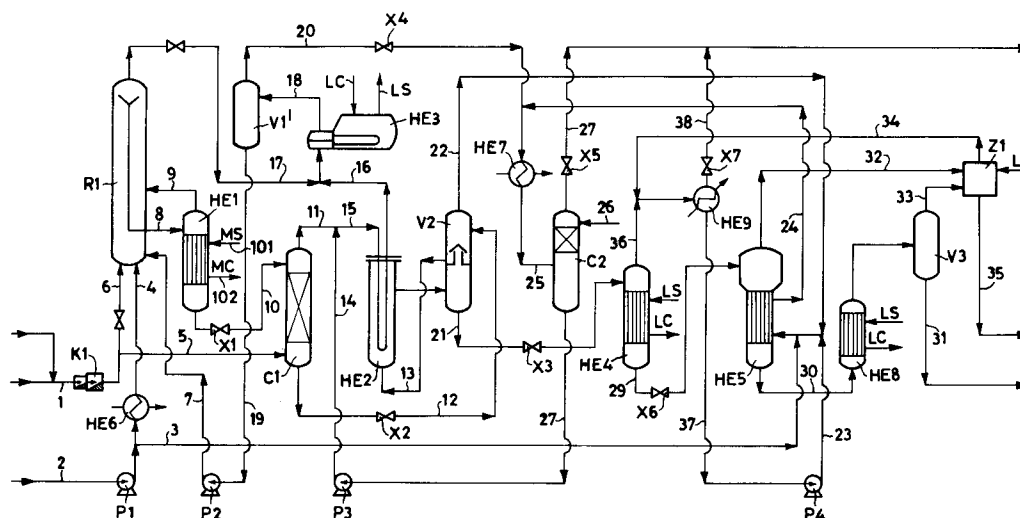 20
X4
LC
LS
18
V1'
HE3
22
HE7
27
X5
38
X7
34
32
Z1
L
R1
9
HE1
8
MS
101
MC
102
17
16
11
15
V2
26
C2
25
36
HE9
24
33
V3
6
4
10
X1
14
21
X3
LS
LC
HE4
35
5
K1
1
C1
HE2
13
29
X6
HE5
30
LS
LC
HE8
31
HE6
7
19
3
12
X2
27
37
23
2
P1
P2
P3
P4